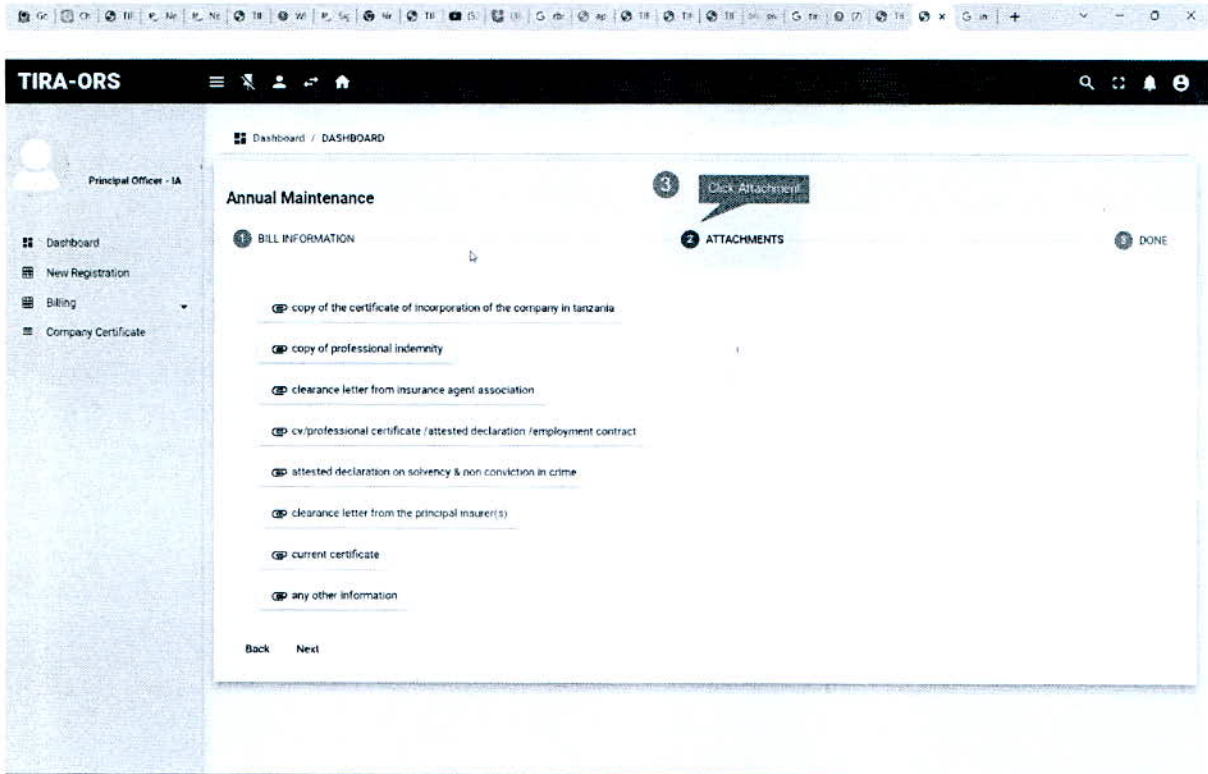 TIRA-ORS
Dashboard / DASHBOARD
Principal Officer - IA
Annual Maintenance
3 Click Attachment
1 BILL INFORMATION
2 ATTACHMENTS
3 DONE
Dashboard
New Registration
Billing
Company Certificate
copy of the certificate of incorporation of the company in tanzania
copy of professional indemnity
clearance letter from insurance agent association
cv/professional certificate /attested declaration /employment contract
attested declaration on solvency & non conviction in crime
clearance letter from the principal insurer(s)
current certificate
any other information
Back Next